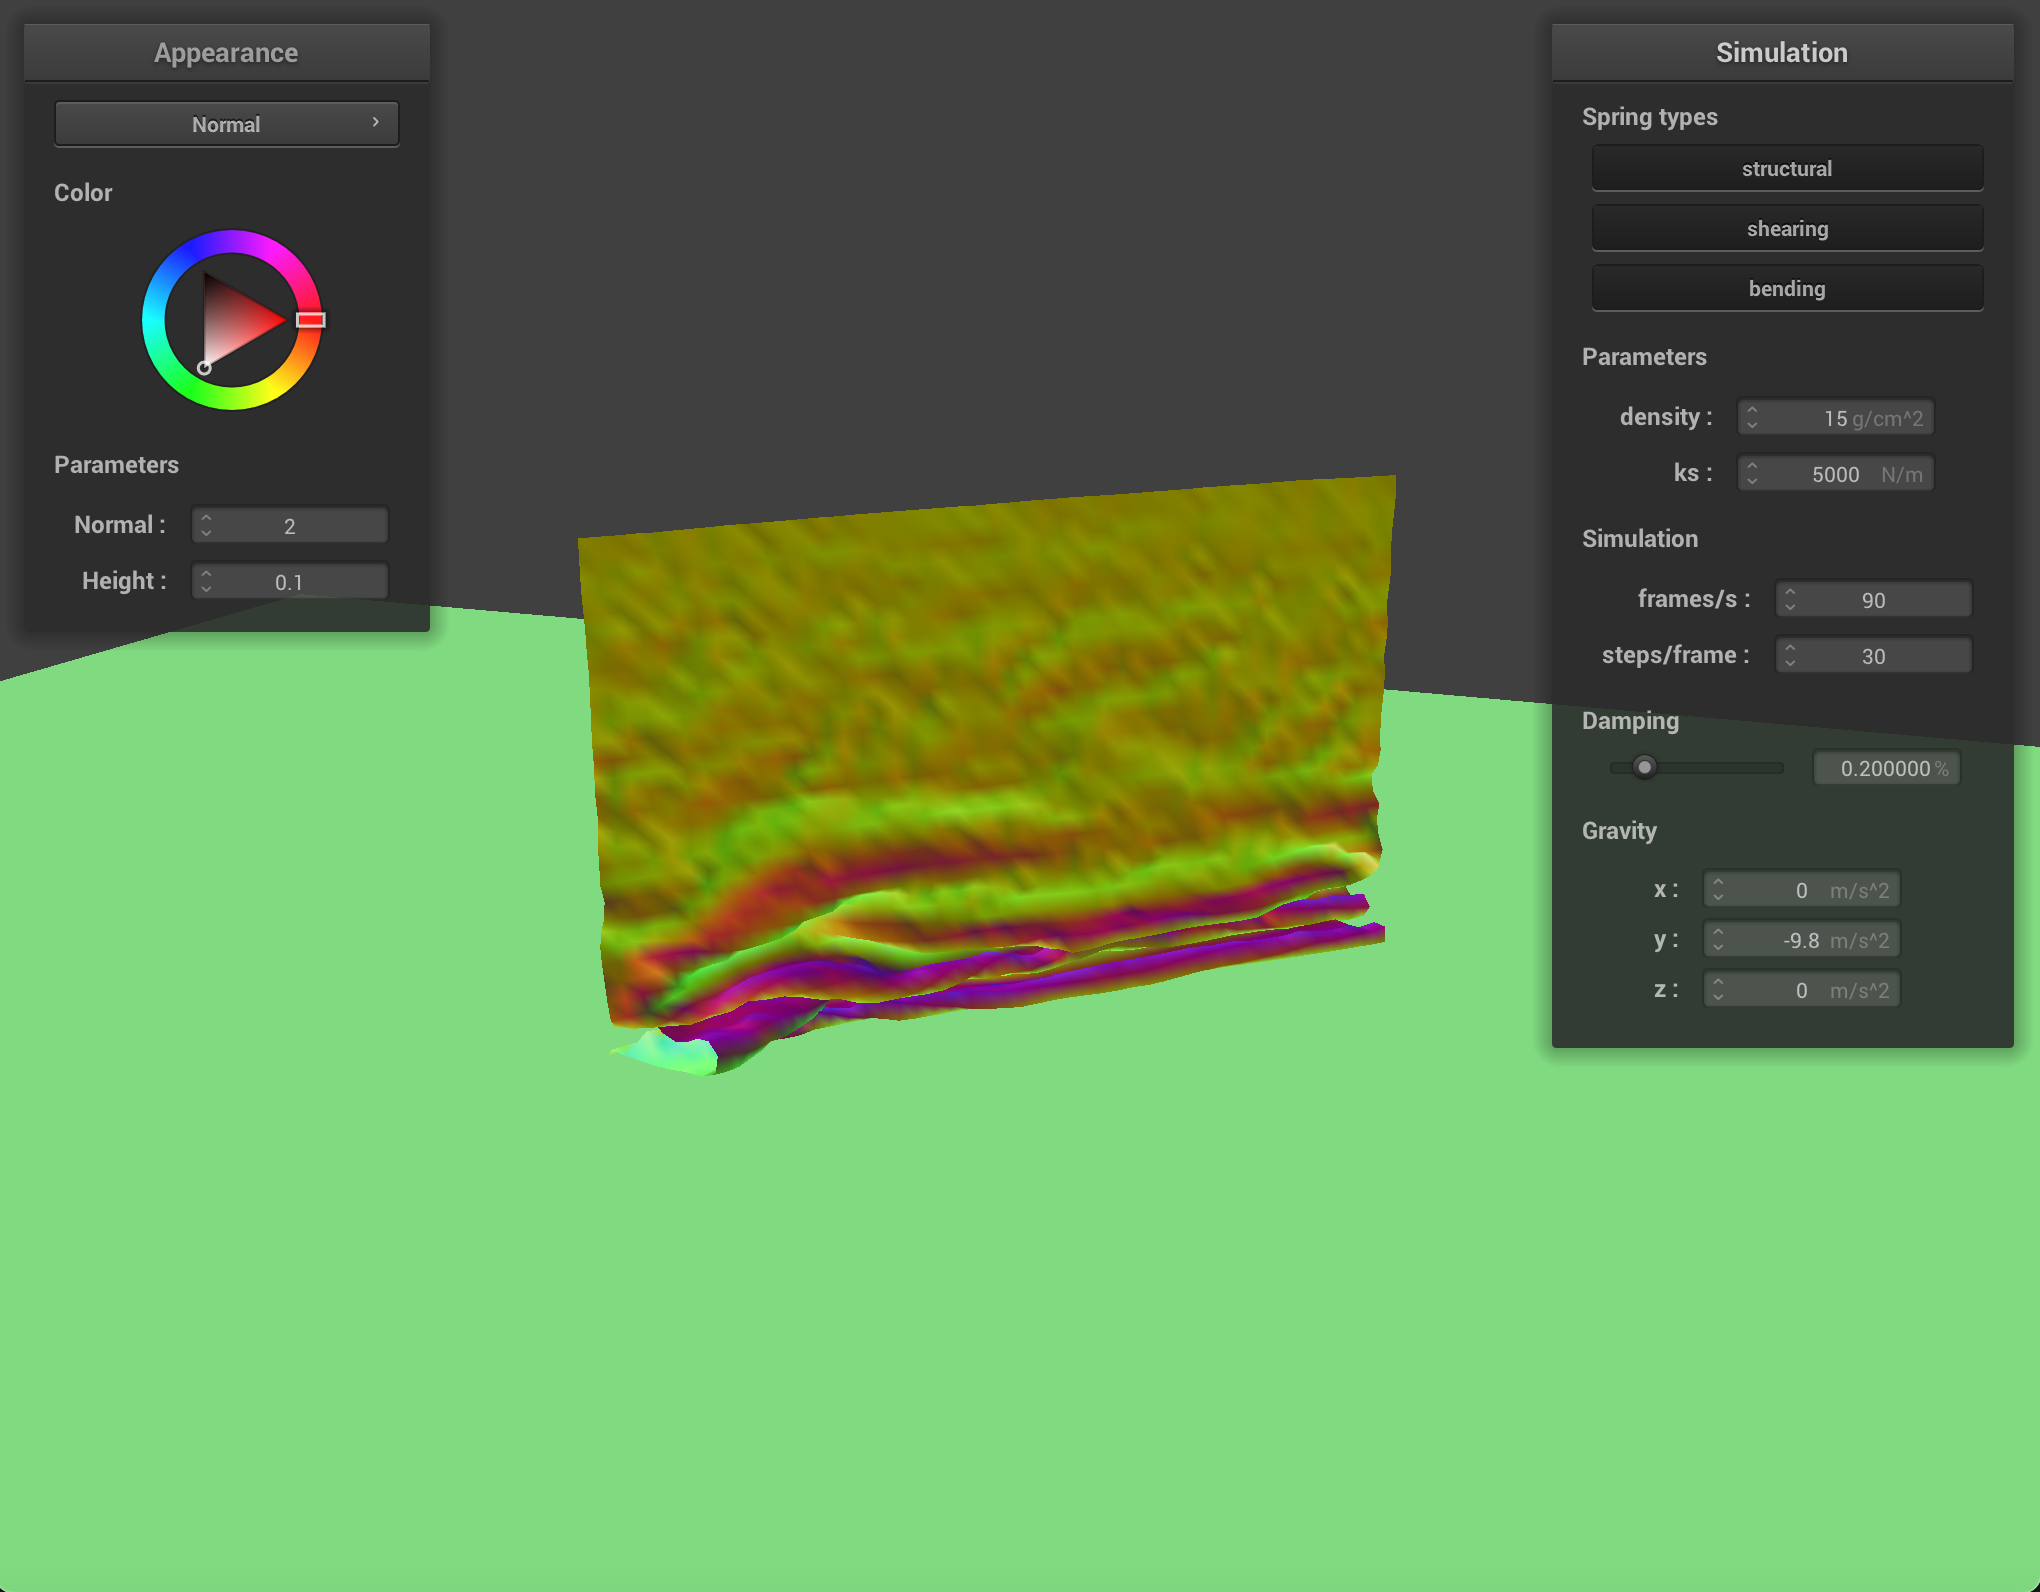 Appearance
Normal
Color
Parameters
Normal : 2
Height : 0.1
Simulation
Spring types
structural
shearing
bending
Parameters
density : 15 g/cm^2
ks : 5000 N/m
Simulation
frames/s : 90
steps/frame : 30
Damping
0.200000 %
Gravity
x : 0 m/s^2
y : -9.8 m/s^2
z : 0 m/s^2